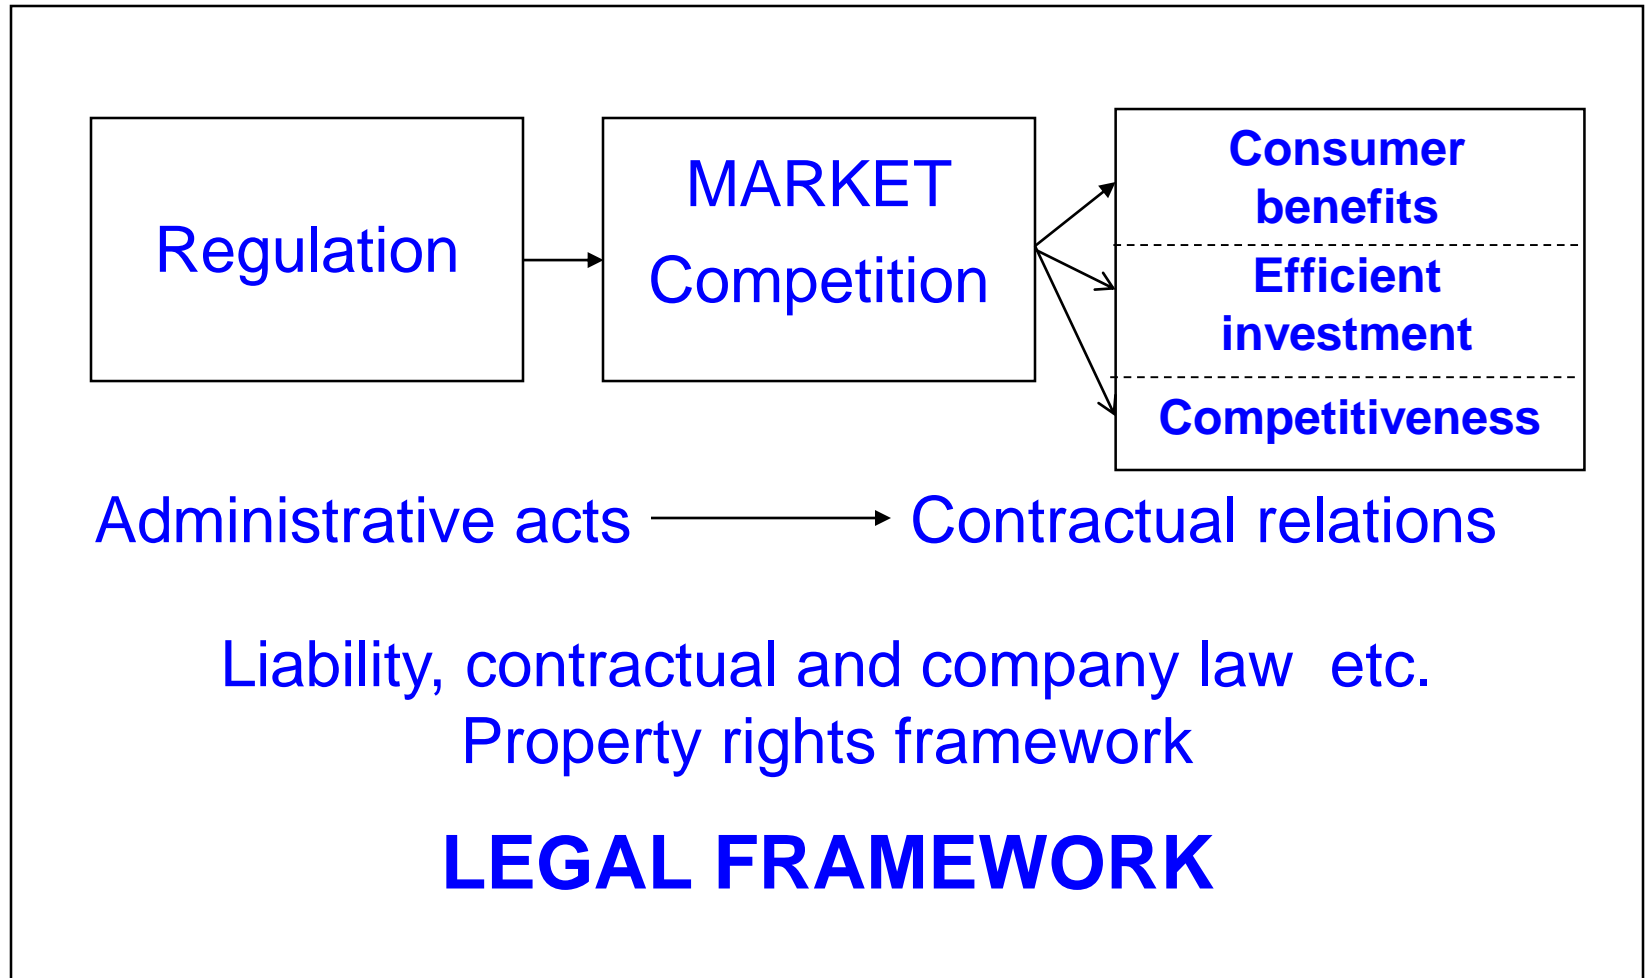 Regulation
MARKET
Competition
Consumer
benefits
Efficient
investment
Competitiveness
Administrative acts
Contractual relations
Liability, contractual and company law  etc.
Property rights framework
LEGAL FRAMEWORK